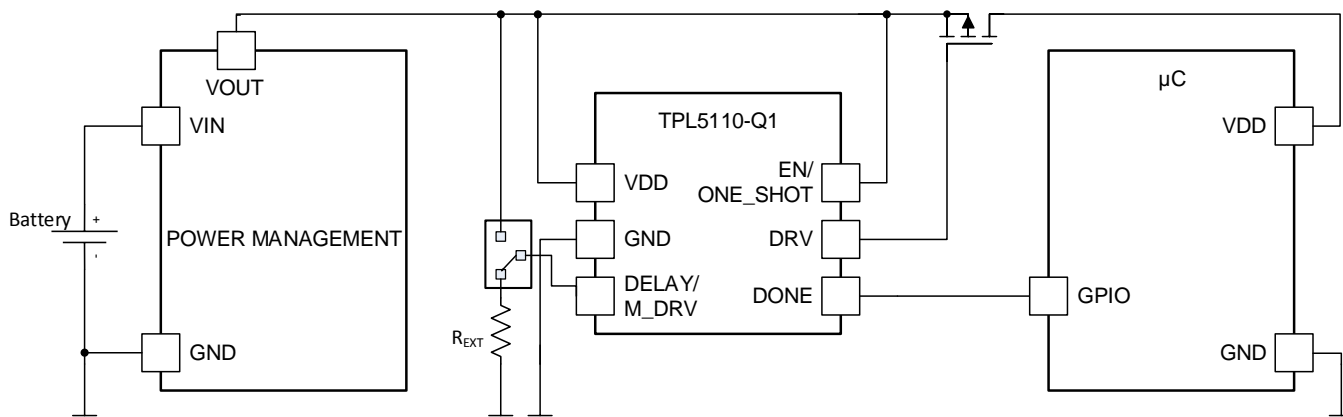 VOUT
VIN
Battery
+
-
POWER MANAGEMENT
GND
R_EXT
TPL5110-Q1
VDD
GND
DELAY/
M_DRV
EN/
ONE_SHOT
DRV
DONE
µC
VDD
GPIO
GND